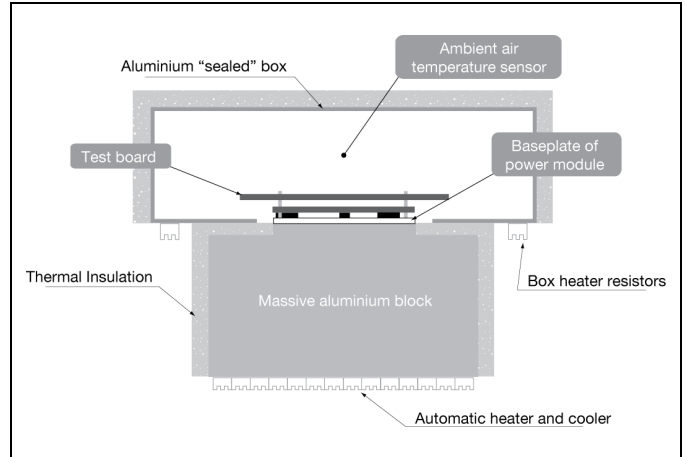 Ambient air
temperature sensor
Aluminium “sealed” box
Test board
Baseplate of
power module
Thermal Insulation
Box heater resistors
Massive aluminium block
Automatic heater and cooler